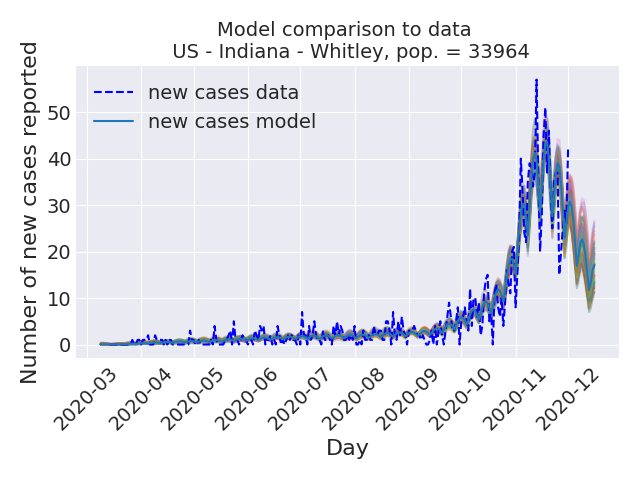 Model comparison to data
US - Indiana - Whitley, pop. = 33964
Number of new cases reported
50
40
30
20
10
0
new cases data
new cases model
2020-03
2020-04
2020-05
2020-06
2020-07
2020-08
2020-09
2020-10
2020-11
2020-12
Day